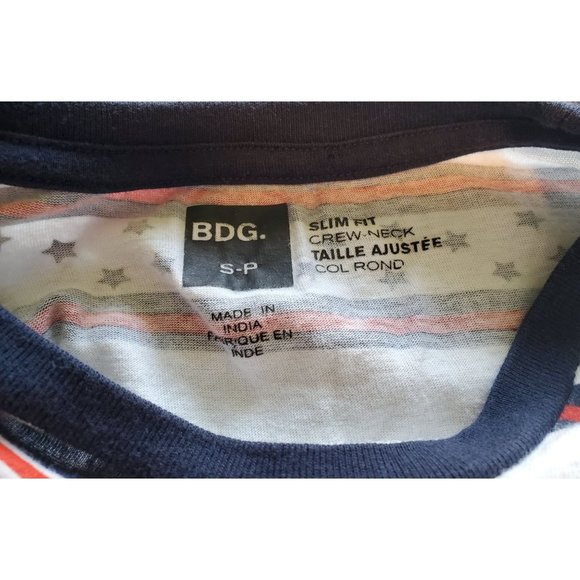 BDG.
S-P
SLIM FIT
CREW-NECK
TAILLE AJUSTÉE
COL ROND
MADE IN
INDIA
FABRIQUE EN
INDE